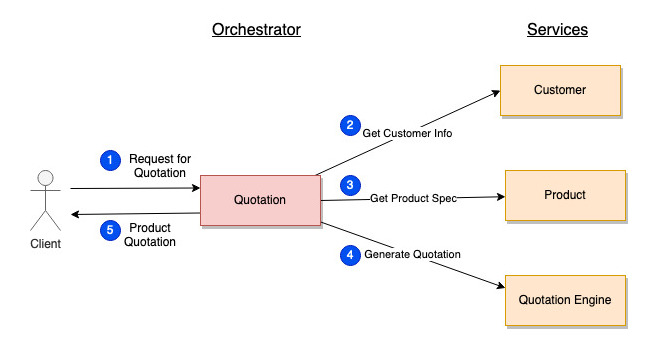 Orchestrator
Services
Customer
2
Get Customer Info
1
Request for
Quotation
3
Get Product Spec
Product
Quotation
Client
5
Product
Quotation
4
Generate Quotation
Quotation Engine